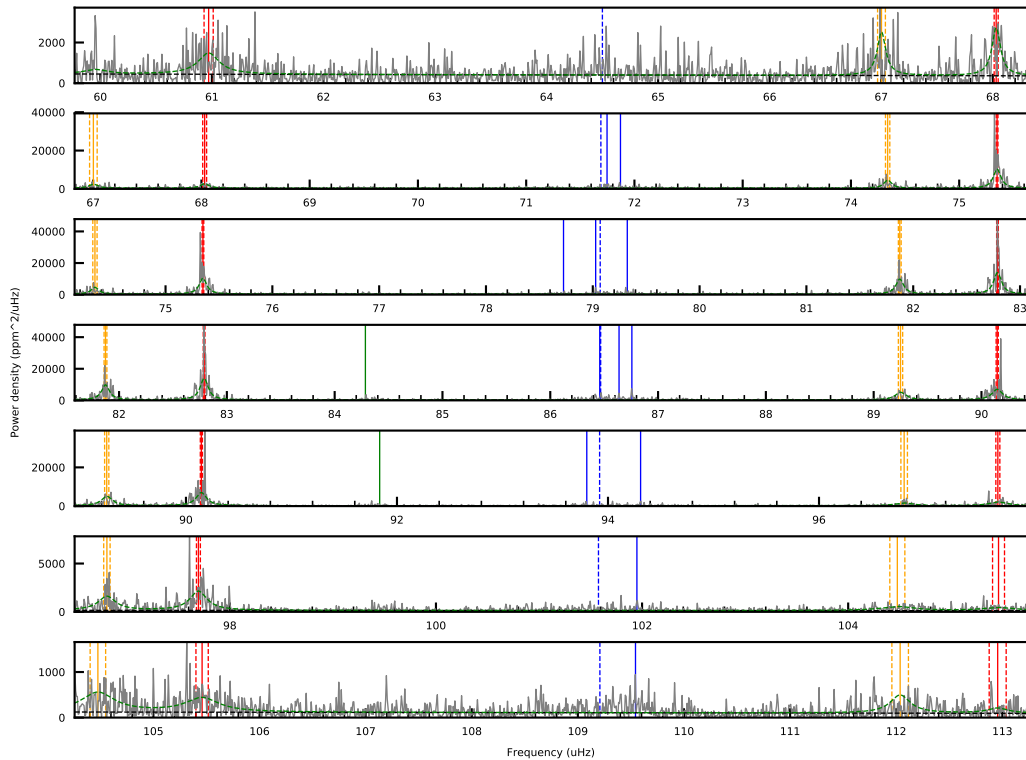 2000
0
60 61 62 63 64 65 66 67 68
40000
20000
0
67 68 69 70 71 72 73 74 75
40000
20000
0
75 76 77 78 79 80 81 82 83
40000
20000
0
82 83 84 85 86 87 88 89 90
Power density (ppm^2/uHz)
20000
0
90 92 94 96
5000
0
98 100 102 104
1000
0
105 106 107 108 109 110 111 112 113
Frequency (uHz)